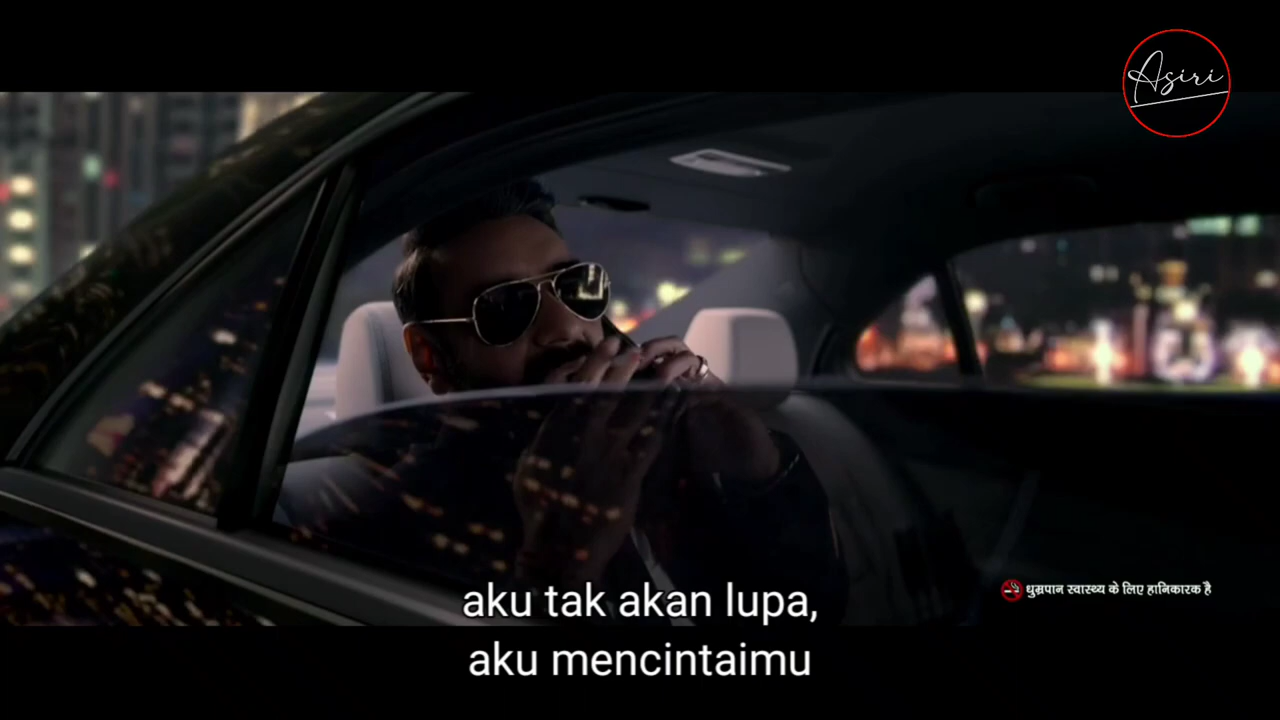 Asiri
धुम्रपान स्वास्थ्य के लिए हानिकारक है
aku tak akan lupa,
aku mencintaimu